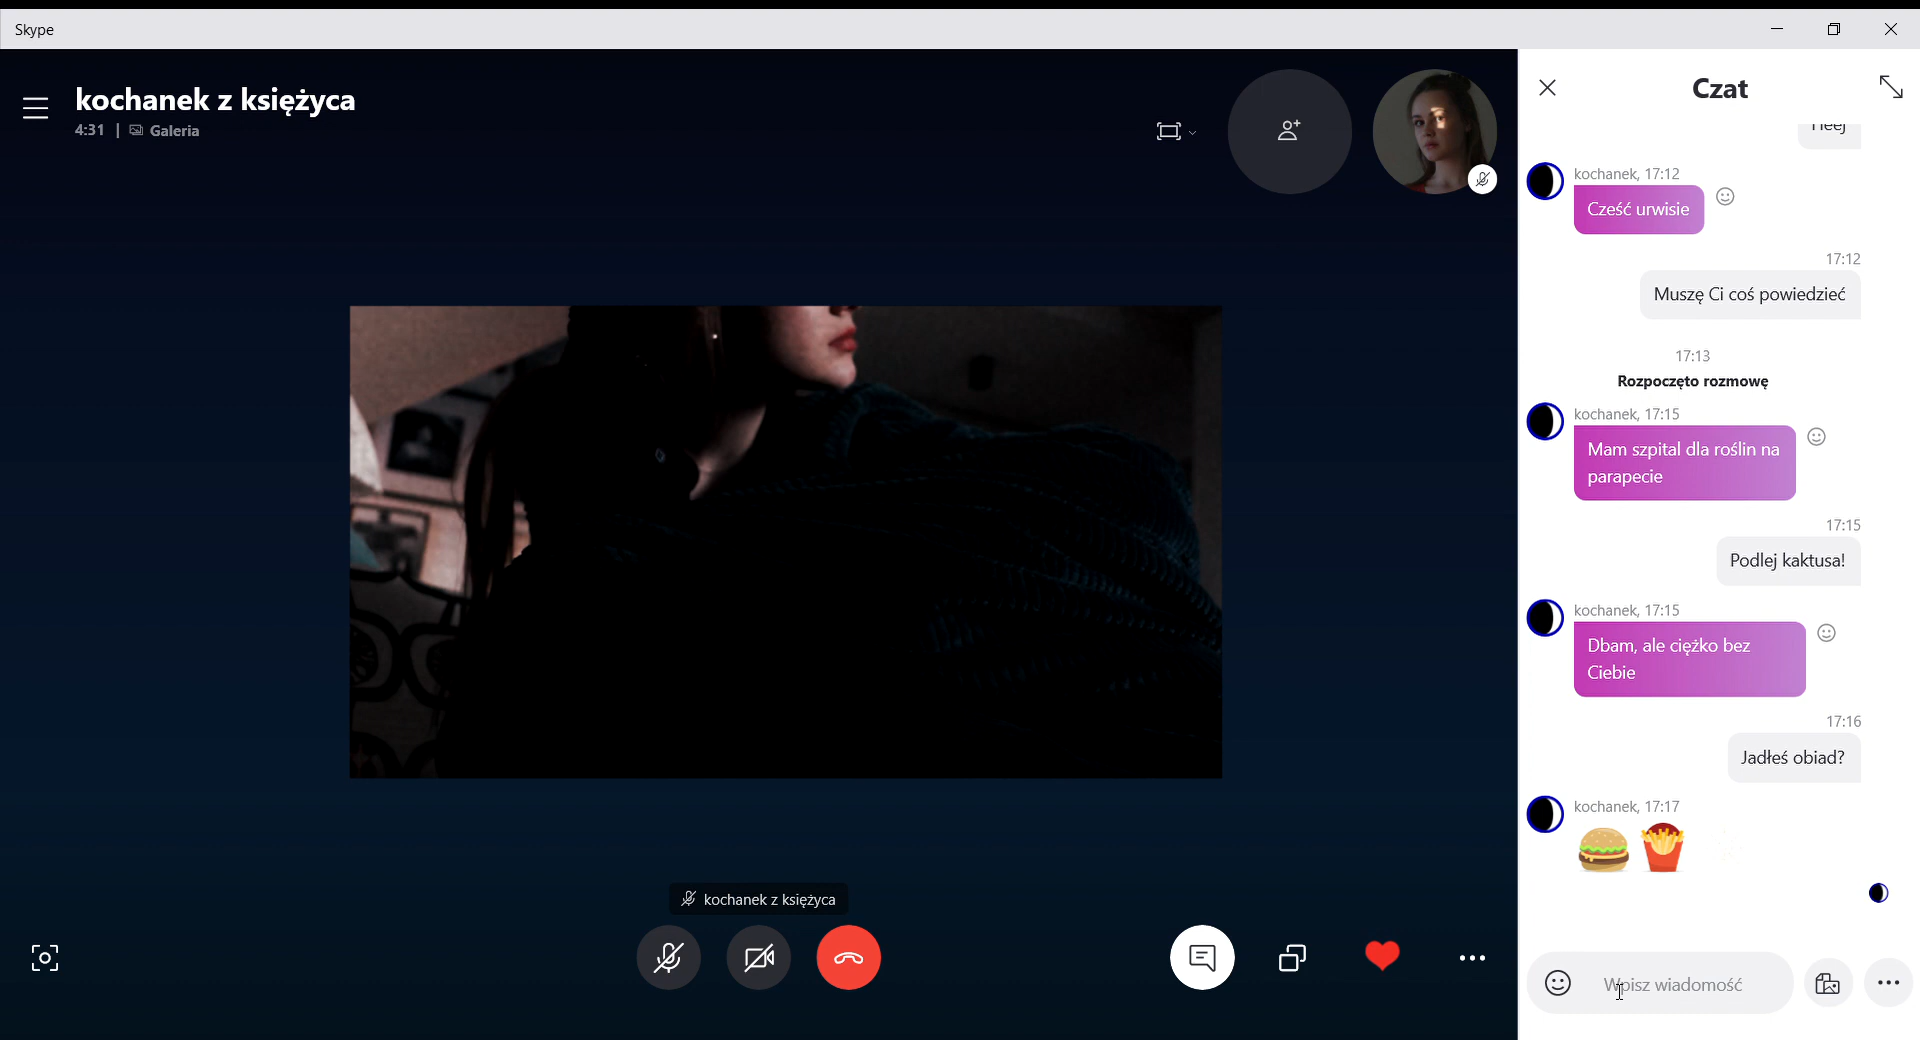 Skype
kochanek z księżyca
4:31 | Galeria
kochanek z księżyca
Czat
Heej
kochanek, 17:12
Cześć urwisie
17:12
Muszę Ci coś powiedzieć
17:13
Rozpoczęto rozmowę
kochanek, 17:15
Mam szpital dla roślin na
parapecie
17:15
Podlej kaktusa!
kochanek, 17:15
Dbam, ale ciężko bez
Ciebie
17:16
Jadłeś obiad?
kochanek, 17:17
Wpisz wiadomość